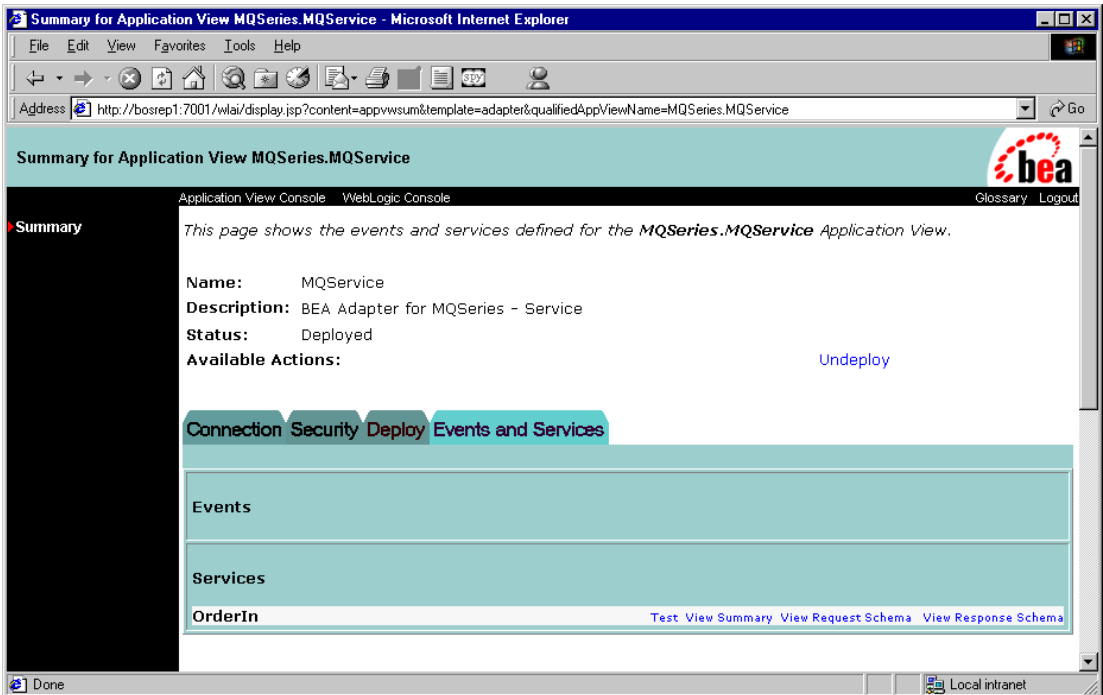 Summary for Application View MQSeries.MQService - Microsoft Internet Explorer
File Edit View Favorites Tools Help
SPY
Address http://bosrep1:7001/wlai/display.jsp?content=appvwsum&template=adapter&qualifiedAppViewName=MQSeries.MQService Go
Summary for Application View MQSeries.MQService
bea
Application View Console WebLogic Console Glossary Logout
Summary
This page shows the events and services defined for the MQSeries.MQService Application View.
Name: MQService
Description: BEA Adapter for MQSeries - Service
Status: Deployed
Available Actions: Undeploy
Connection Security Deploy Events and Services
Events
Services
OrderIn Test View Summary View Request Schema View Response Schema
Done Local intranet